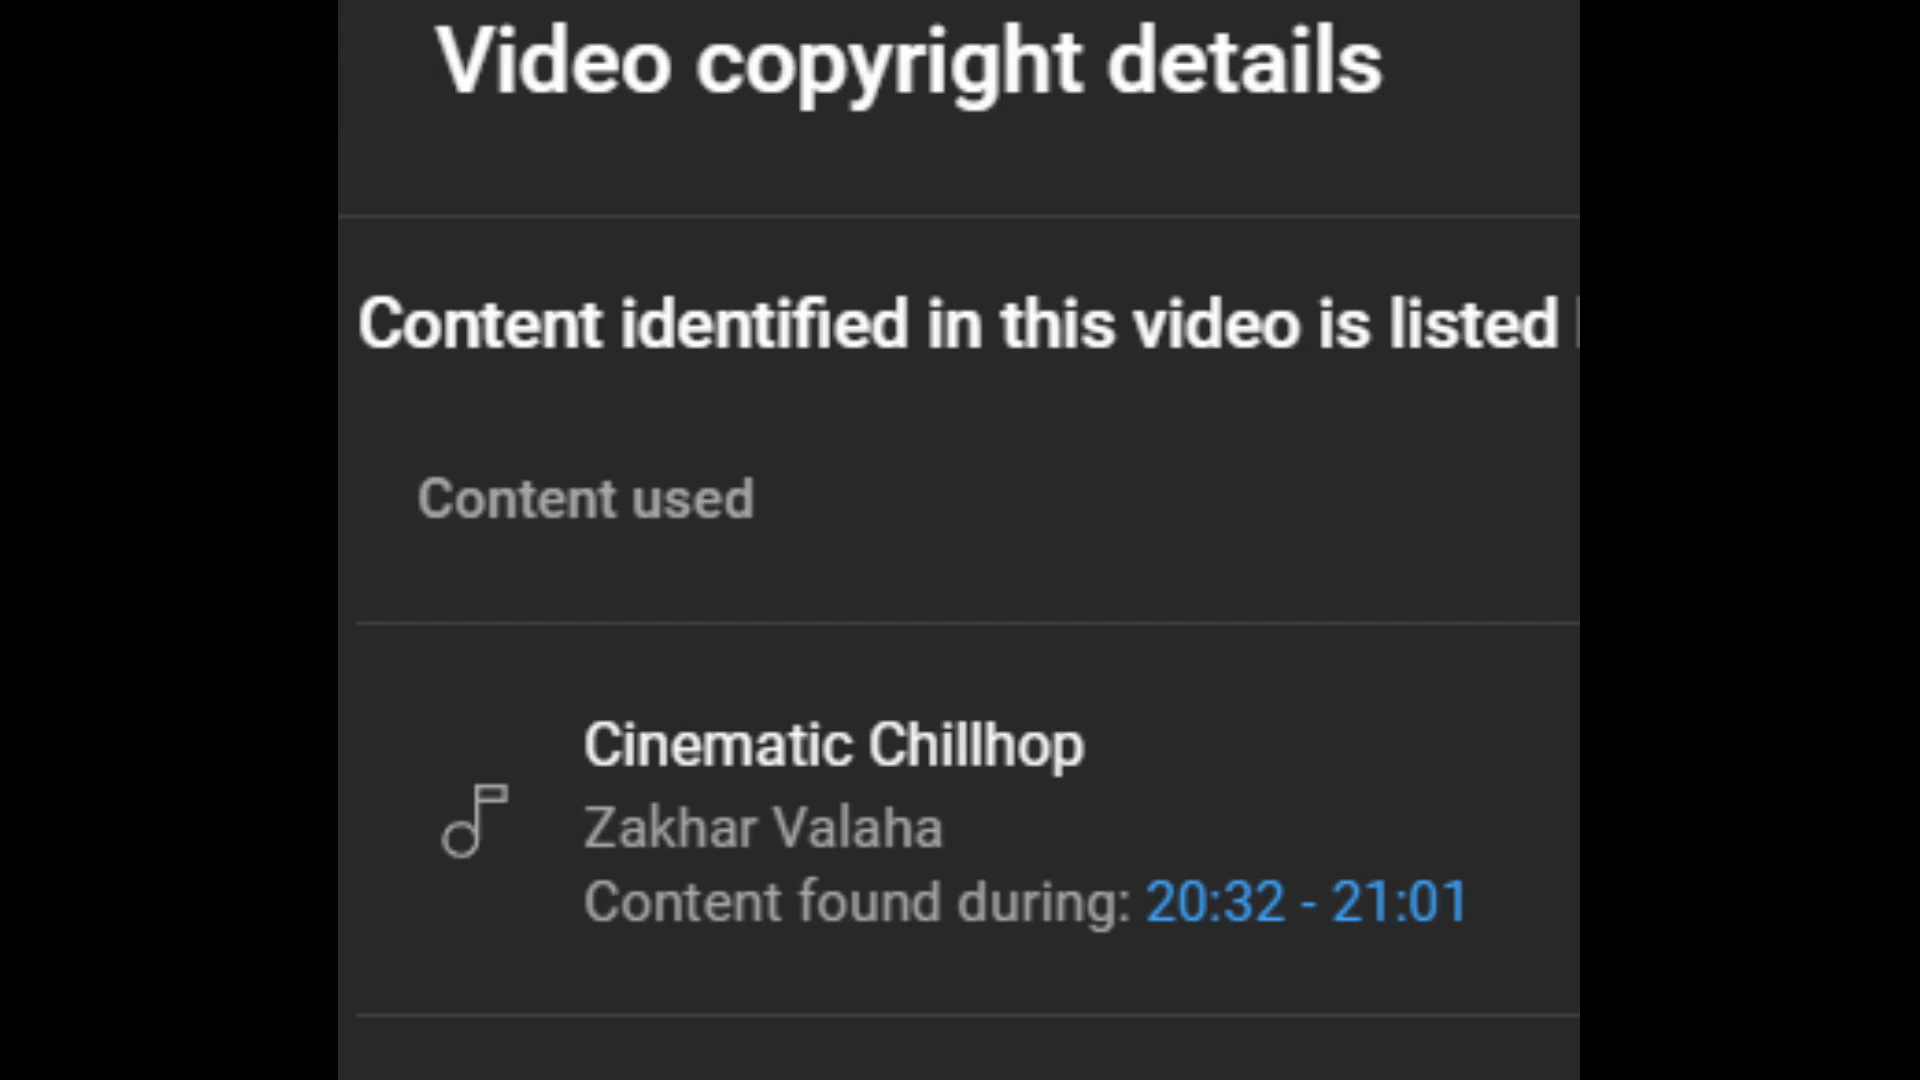 Video copyright details
Content identified in this video is listed
Content used
Cinematic Chillhop
Zakhar Valaha
Content found during: 20:32 - 21:01